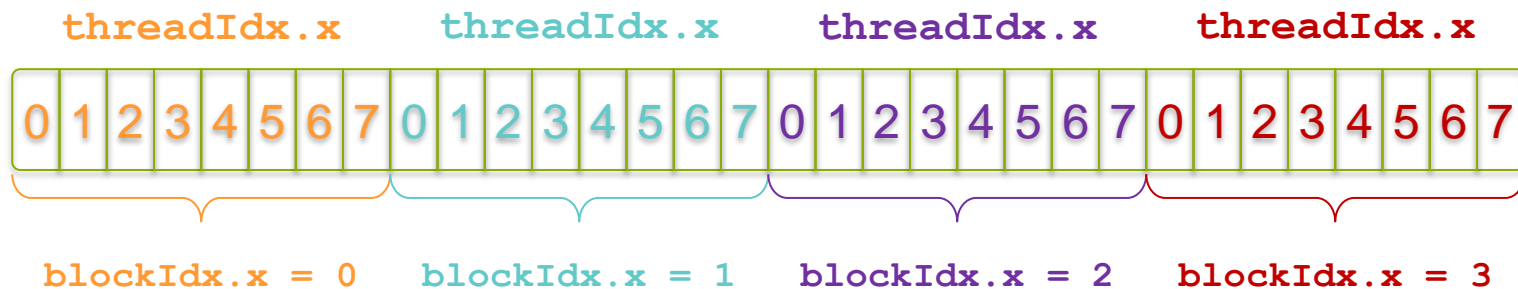 threadIdx.x threadIdx.x threadIdx.x threadIdx.x
0 1 2 3 4 5 6 7 0 1 2 3 4 5 6 7 0 1 2 3 4 5 6 7 0 1 2 3 4 5 6 7
blockIdx.x = 0 blockIdx.x = 1 blockIdx.x = 2 blockIdx.x = 3